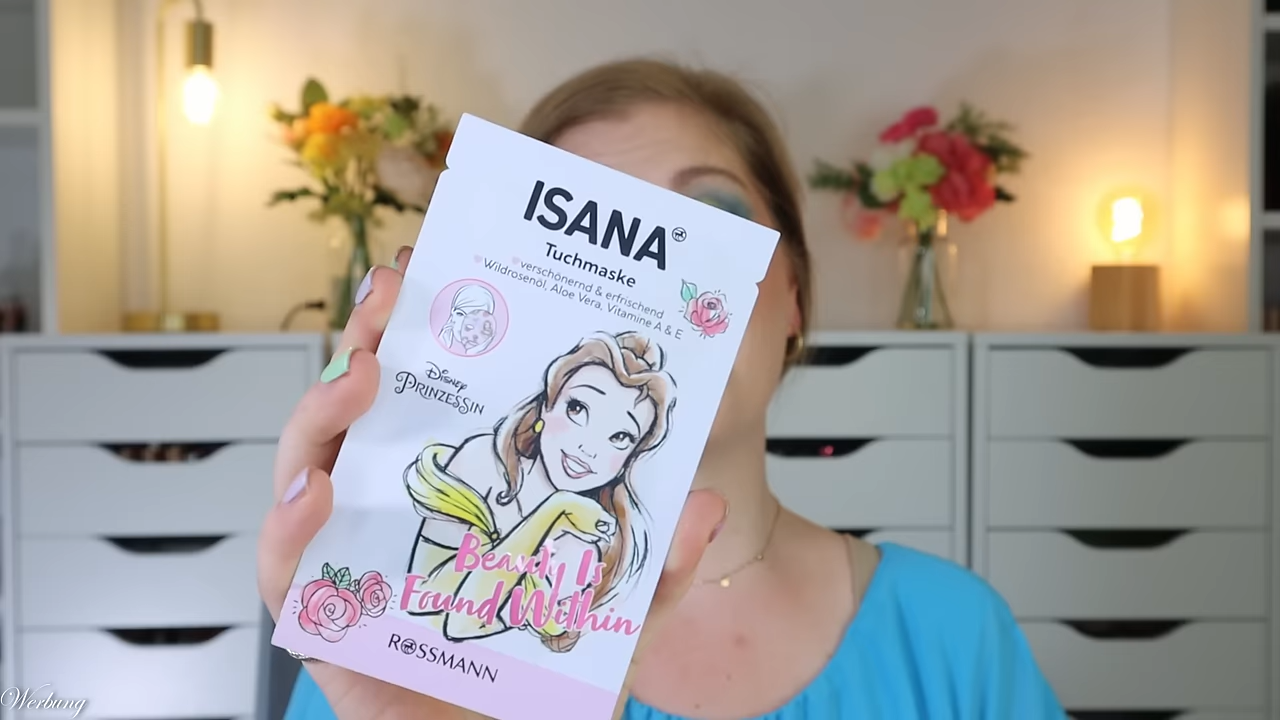 ISANA
Tuchmaske
verschönernd & erfrischend
Wildrosenöl, Aloe Vera, Vitamine A & E
Disney
PRINZESSIN
Beauty Is
Found Within
ROSSMANN
Werbung